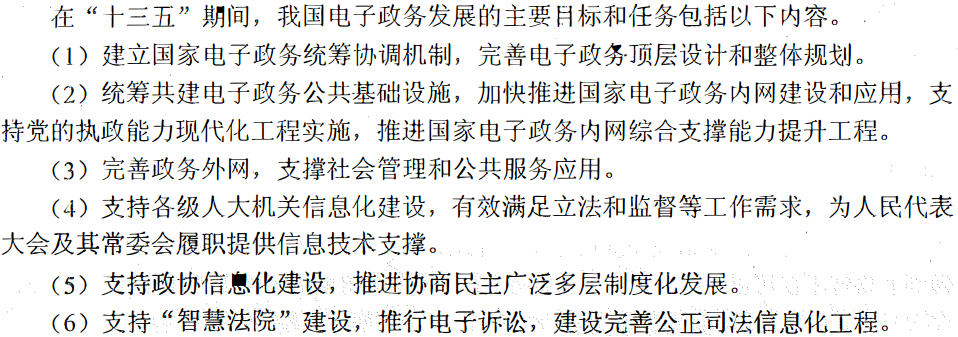 在“十三五”期间，我国电子政务发展的主要目标和任务包括以下内容。
（1）建立国家电子政务统筹协调机制，完善电子政务顶层设计和整体规划。
（2）统筹共建电子政务公共基础设施，加快推进国家电子政务内网建设和应用，支
持党的执政能力现代化工程实施，推进国家电子政务内网综合支撑能力提升工程。
（3）完善政务外网，支撑社会管理和公共服务应用。
（4）支持各级人大机关信息化建设，有效满足立法和监督等工作需求，为人民代表
大会及其常委会履职提供信息技术支撑。
（5）支持政协信息化建设，推进协商民主广泛多层制度化发展。
（6）支持“智慧法院”建设，推行电子诉讼，建设完善公正司法信息化工程。